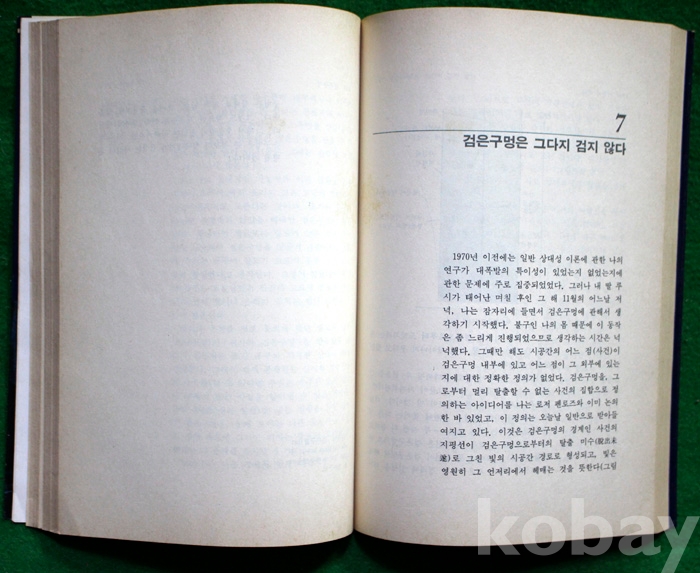 7
검은구멍은 그다지 검지 않다
1970년 이전에는 일반 상대성 이론에 관한 나의
연구가 대폭발의 특이성이 있었는지 없었는지에
관한 문제에 주로 집중되었었다. 그러나 내 딸 루
시가 태어난 며칠 후인 그 해 11월의 어느날 저
녁, 나는 잠자리에 들면서 검은구멍에 관해서 생
각하기 시작했다. 불구인 나의 몸 때문에 이 동작
은 좀 느리게 진행되었으므로 생각하는 시간은 넉
넉했다. 그때만 해도 시공간의 어느 점(사건)이
검은구멍 내부에 있고 어느 점이 그 외부에 있는
지에 대한 정확한 정의가 없었다. 검은구멍을, 그
로부터 멀리 탈출할 수 없는 사건의 집합으로 정
의하는 아이디어를 나는 로저 펜로즈와 이미 논의
한 바 있었고, 이 정의는 오늘날 일반으로 받아들
여지고 있다. 이것은 검은구멍의 경계인 사건의
지평선이 검은구멍으로부터의 탈출 미수(脫出未
遂)로 그친 빛의 시공간 경로로 형성되고, 빛은
영원히 그 언저리에서 헤매는 것을 뜻한다(그림
kobay